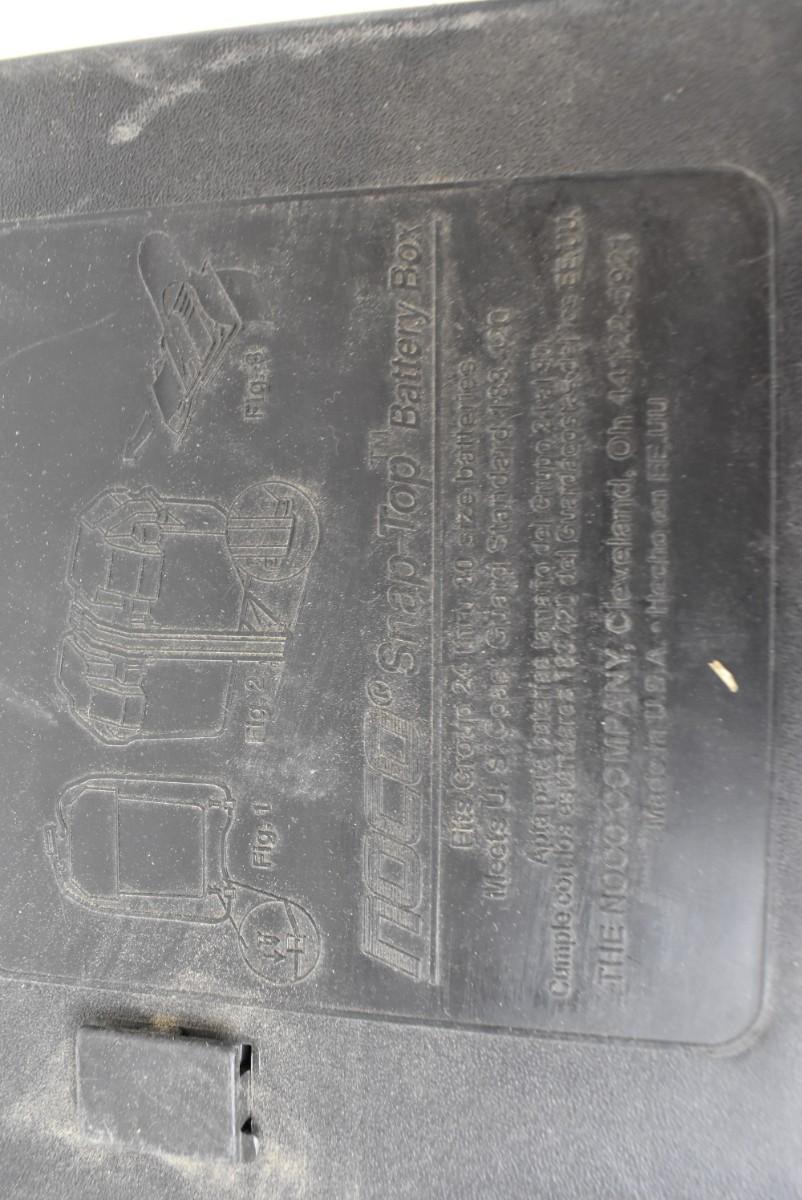 Fig. 1
Fig. 2
Fig. 3
noco® Snap-Top™ Battery Box
Fits Group 24 thru 30 size batteries
Meets U.S. Coast Guard Standard 183.420
Apta para baterías tamaño del Grupo 24 al 30
Cumple con los estándares 183.420 del Guardacostas de los EE.UU.
THE NOCO COMPANY, Cleveland, Oh 44122-5921
Made in U.S.A. • Hecho en EE.UU